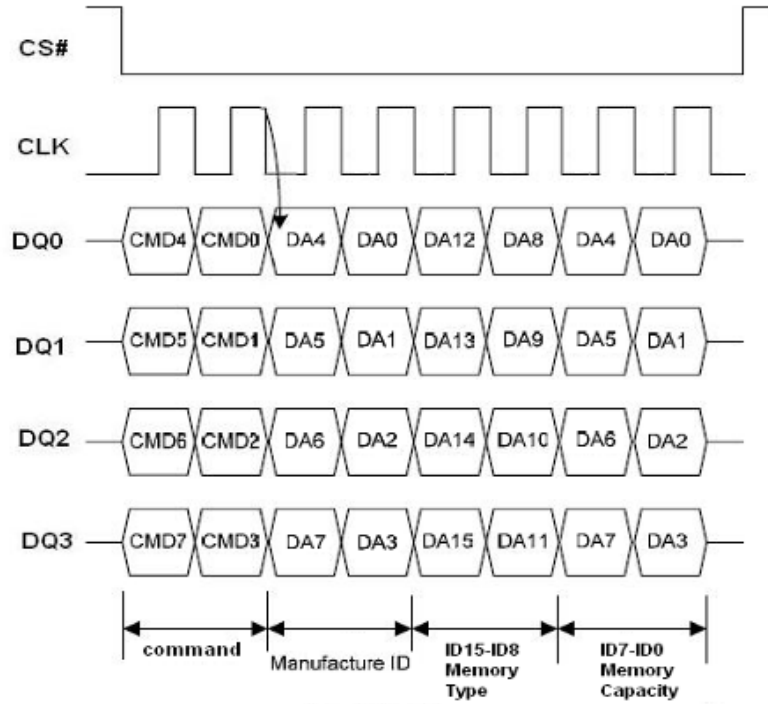 CS#
CLK
DQ0 CMD4 CMD0 DA4 DA0 DA12 DA8 DA4 DA0
DQ1 CMD5 CMD1 DA5 DA1 DA13 DA9 DA5 DA1
DQ2 CMD6 CMD2 DA6 DA2 DA14 DA10 DA6 DA2
DQ3 CMD7 CMD3 DA7 DA3 DA15 DA11 DA7 DA3
command
Manufacture ID
ID15-ID8
Memory
Type
ID7-ID0
Memory
Capacity